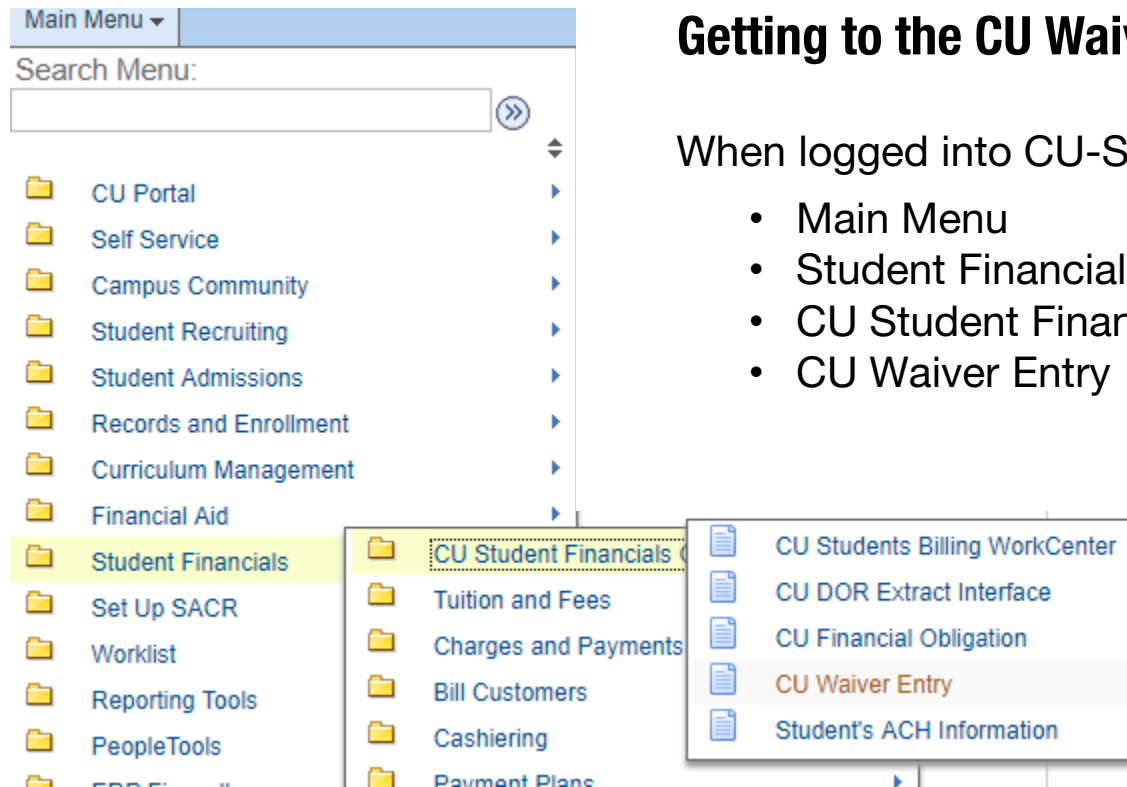 Main Menu
Search Menu:
CU Portal
Self Service
Campus Community
Student Recruiting
Student Admissions
Records and Enrollment
Curriculum Management
Financial Aid
Student Financials
Set Up SACR
Worklist
Reporting Tools
PeopleTools
CU Student Financials
Tuition and Fees
Charges and Payments
Bill Customers
Cashiering
Payment Plans
CU Students Billing WorkCenter
CU DOR Extract Interface
CU Financial Obligation
CU Waiver Entry
Student's ACH Information
Getting to the CU
When logged into CU-S
• Main Menu
• Student Financial
• CU Student
• CU Waiver Entry